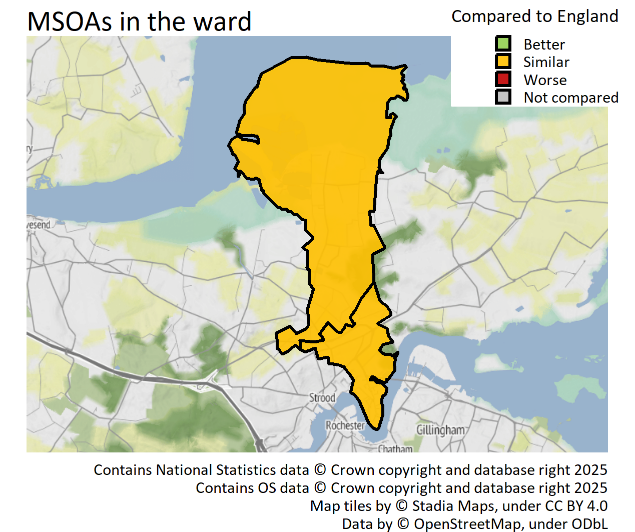 MSOAs in the ward
Compared to England
Better
Similar
Worse
Not compared
ry
vesend
Strood
Rochester
Gillingham
Chatham
Contains National Statistics data © Crown copyright and database right 2025
Contains OS data © Crown copyright and database right 2025
Map tiles by © Stadia Maps, under CC BY 4.0
Data by © OpenStreetMap, under ODbL